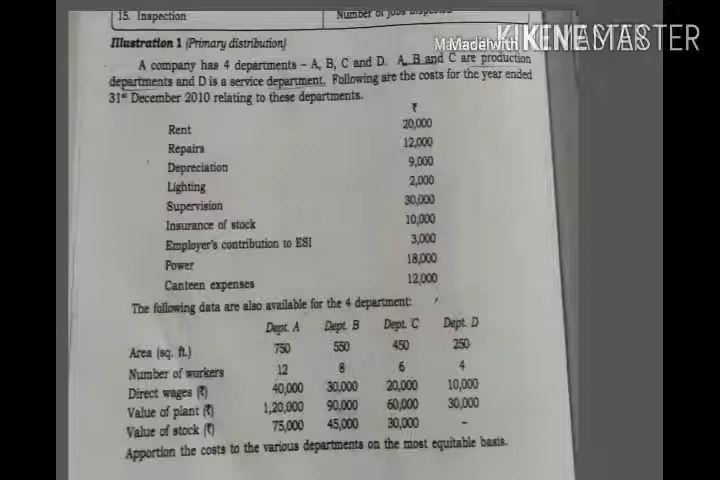 15. Inspection Number of jobs inspected
Made with KINEMASTER
Illustration 1 (Primary distribution)
A company has 4 departments – A, B, C and D. A, B and C are production
departments and D is a service department. Following are the costs for the year ended
31st December 2010 relating to these departments.
₹
Rent 20,000
Repairs 12,000
Depreciation 9,000
Lighting 2,000
Supervision 30,000
Insurance of stock 10,000
Employer's contribution to ESI 3,000
Power 18,000
Canteen expenses 12,000
The following data are also available for the 4 department:
Dept. A Dept. B Dept. C Dept. D
Area (sq. ft.) 750 550 450 250
Number of workers 12 8 6 4
Direct wages (₹) 40,000 30,000 20,000 10,000
Value of plant (₹) 1,20,000 90,000 60,000 30,000
Value of stock (₹) 75,000 45,000 30,000 –
Apportion the costs to the various departments on the most equitable basis.